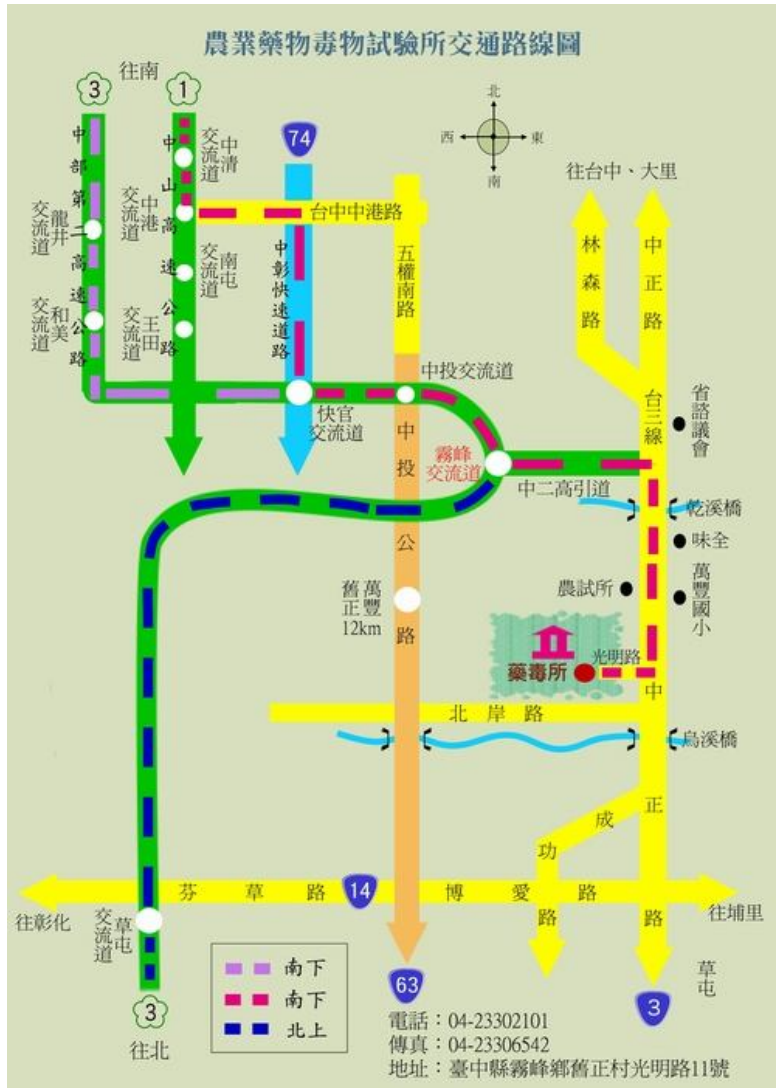 農業藥物毒物試驗所交通路線圖
往南
3
1
74
北
西
東
南
往台中、大里
中部第二高速公路
中山高速公路
中清交流道
中港交流道
龍井交流道
南屯交流道
和美交流道
王田交流道
台中中港路
中彰快速道路
五權南路
林森路
中正路
台三線
省諮議會
中投交流道
快官交流道
霧峰交流道
中二高引道
乾溪橋
味全
農試所
萬豐國小
中投公路
萬豐
舊正
12km
藥毒所
光明路
北岸路
烏溪橋
中正路
成功路
芬草路
14
博愛路
往彰化
往埔里
草屯交流道
草屯
3
往北
南下
南下
北上
63
3
電話：04-23302101
傳真：04-23306542
地址：臺中縣霧峰鄉舊正村光明路11號